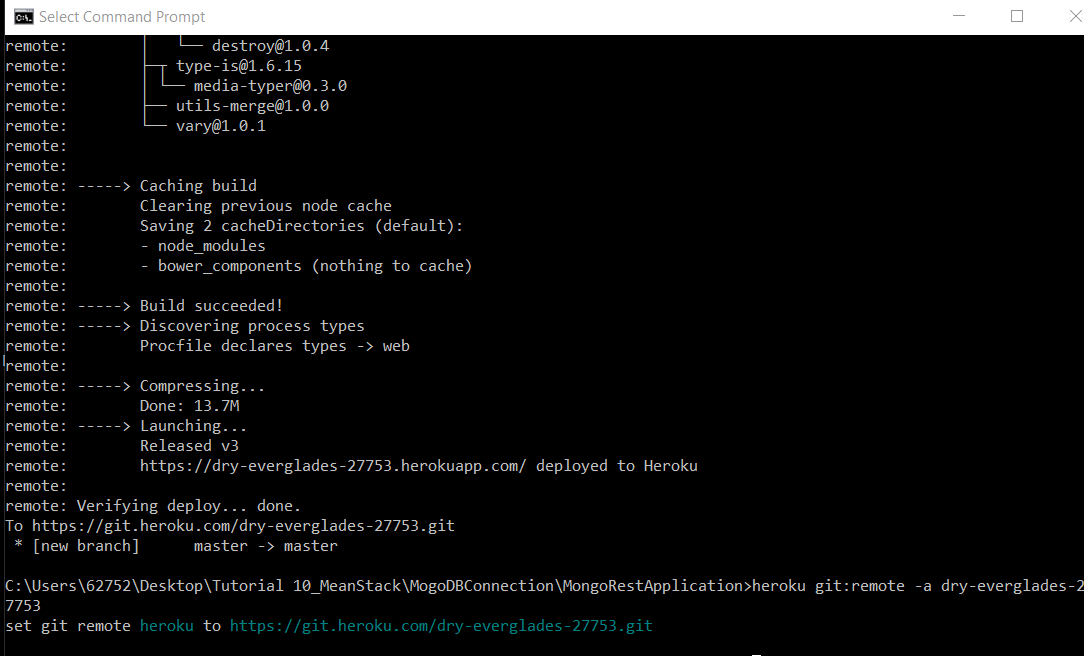 Select Command Prompt
remote: │ └── destroy@1.0.4
remote: ├─┬ type-is@1.6.15
remote: │ └── media-typer@0.3.0
remote: ├── utils-merge@1.0.0
remote: └── vary@1.0.1
remote:
remote:
remote: -----> Caching build
remote: Clearing previous node cache
remote: Saving 2 cacheDirectories (default):
remote: - node_modules
remote: - bower_components (nothing to cache)
remote:
remote: -----> Build succeeded!
remote: -----> Discovering process types
remote: Procfile declares types -> web
remote:
remote: -----> Compressing...
remote: Done: 13.7M
remote: -----> Launching...
remote: Released v3
remote: https://dry-everglades-27753.herokuapp.com/ deployed to Heroku
remote:
remote: Verifying deploy... done.
To https://git.heroku.com/dry-everglades-27753.git
* [new branch] master -> master
C:\Users\62752\Desktop\Tutorial 10_MeanStack\MogoDBConnection\MongoRestApplication>heroku git:remote -a dry-everglades-2
7753
set git remote heroku to https://git.heroku.com/dry-everglades-27753.git